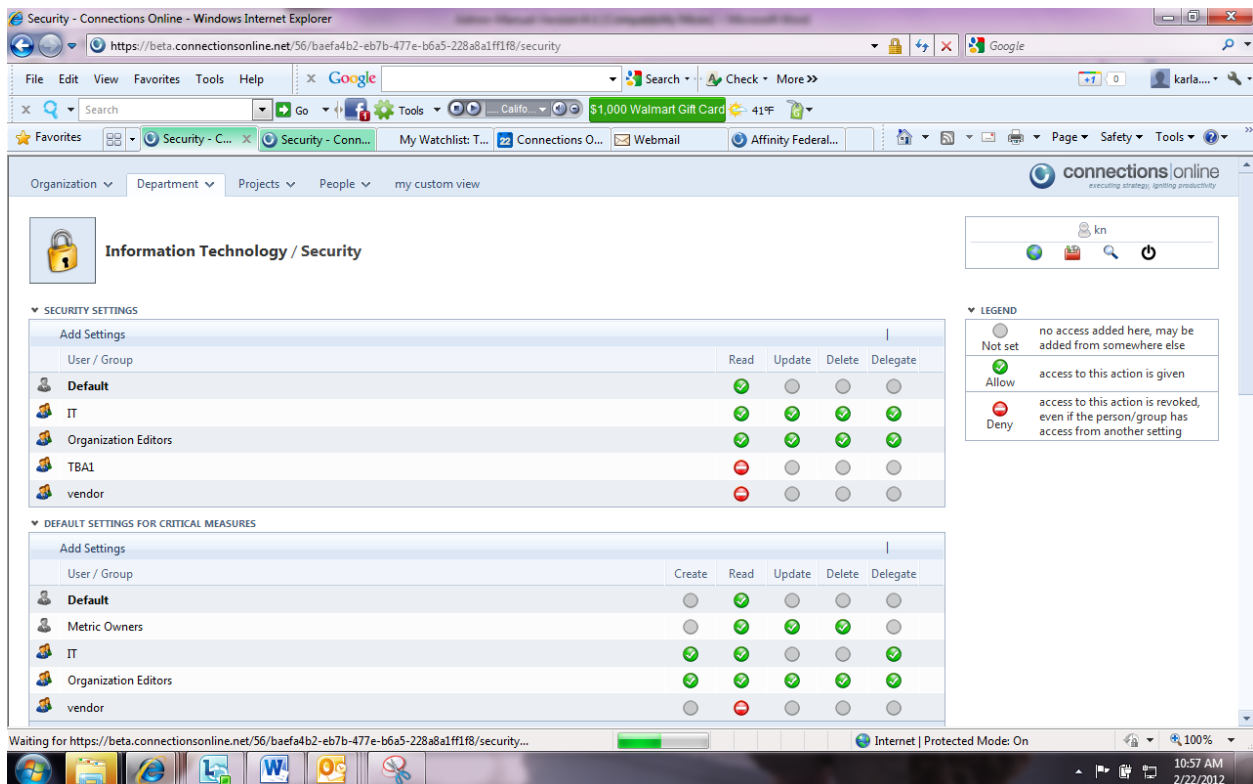 Security - Connections Online - Windows Internet Explorer
https://beta.connectionsonline.net/56/baefa4b2-eb7b-477e-b6a5-228a8a1ff1f8/security
Google
File Edit View Favorites Tools Help x Google Search Check More >> +1 0 karla....
x Search Go Tools Califo... $1,000 Walmart Gift Card 41°F
Favorites Security - C... x Security - Conn... My Watchlist: T... 22 Connections O... Webmail Affinity Federal... Page Safety Tools
Organization Department Projects People my custom view
connections|online
executing strategy, igniting productivity
Information Technology / Security
kn
SECURITY SETTINGS
Add Settings
User / Group Read Update Delete Delegate
Default
IT
Organization Editors
TBA1
vendor
LEGEND
Not set
no access added here, may be
added from somewhere else
Allow
access to this action is given
Deny
access to this action is revoked,
even if the person/group has
access from another setting
DEFAULT SETTINGS FOR CRITICAL MEASURES
Add Settings
User / Group Create Read Update Delete Delegate
Default
Metric Owners
IT
Organization Editors
vendor
Waiting for https://beta.connectionsonline.net/56/baefa4b2-eb7b-477e-b6a5-228a8a1ff1f8/security... Internet | Protected Mode: On 100%
10:57 AM
2/22/2012